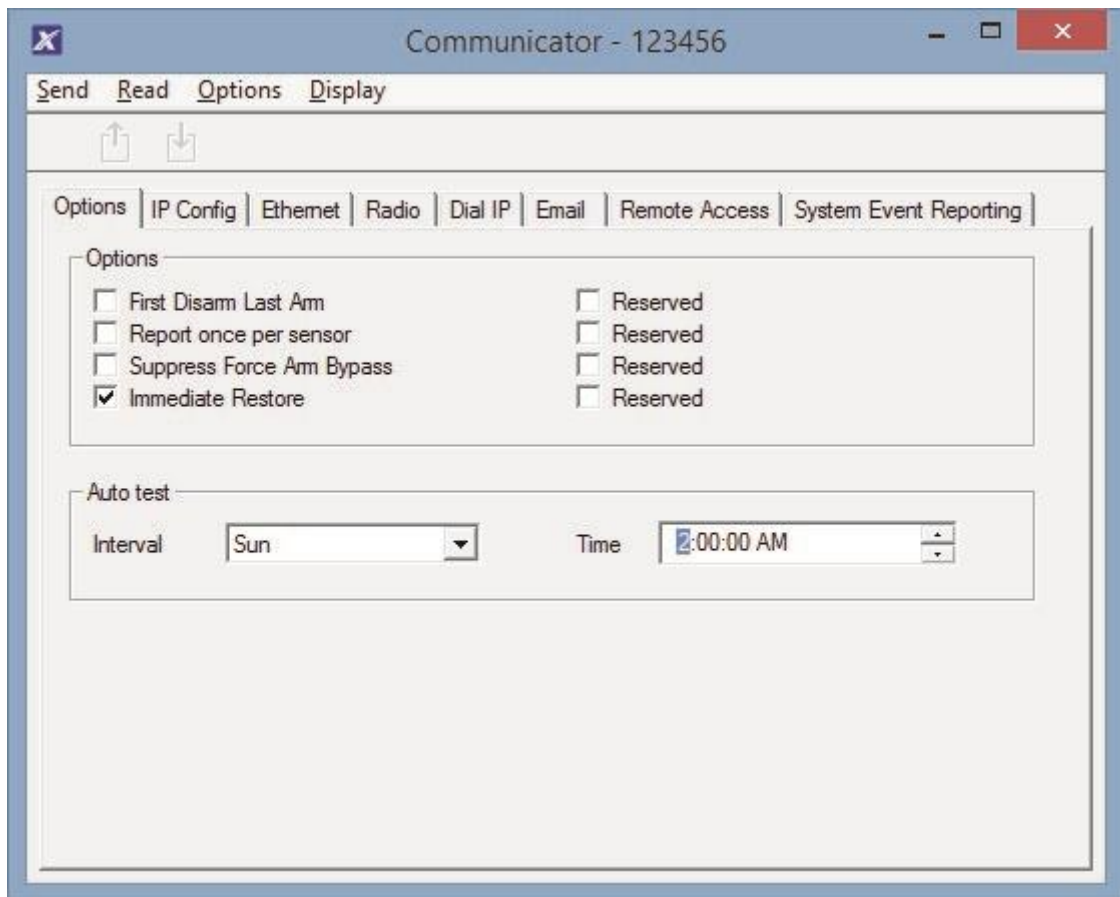 Communicator - 123456
Send Read Options Display
Options IP Config Ethernet Radio Dial IP Email Remote Access System Event Reporting
Options
First Disarm Last Arm Reserved
Report once per sensor Reserved
Suppress Force Arm Bypass Reserved
Immediate Restore Reserved
Auto test
Interval Sun Time 2:00:00 AM